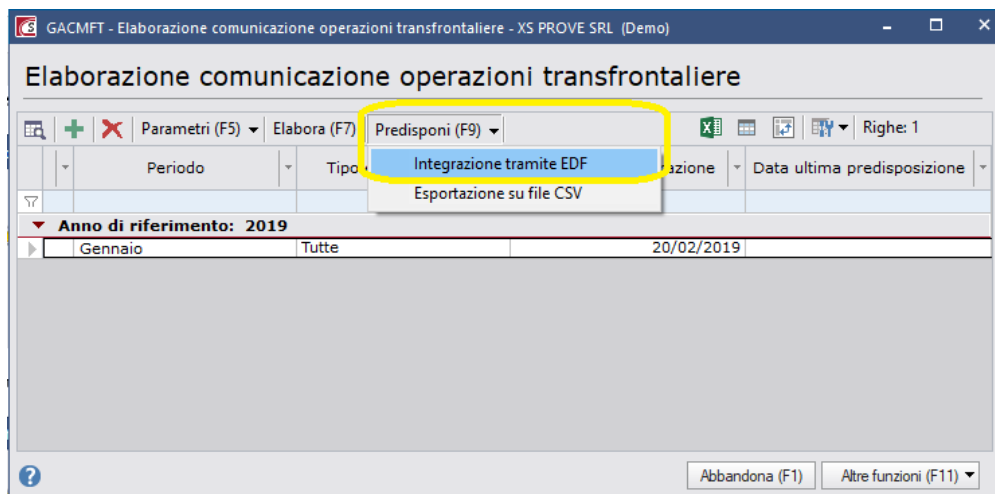 GACMFT - Elaborazione comunicazione operazioni transfrontaliere - XS PROVE SRL (Demo)
Elaborazione comunicazione operazioni transfrontaliere
Parametri (F5) Elabora (F7) Predisponi (F9) Righe: 1
Integrazione tramite EDF
Esportazione su file CSV
Periodo Tipo azione Data ultima predisposizione
Anno di riferimento: 2019
Gennaio Tutte 20/02/2019
Abbandona (F1) Altre funzioni (F11)